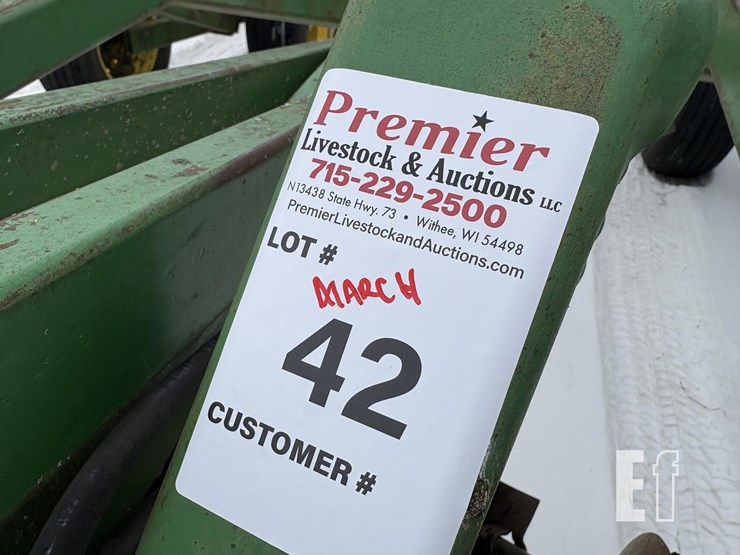 Premier
Livestock & Auctions LLC
715-229-2500
N13438 State Hwy. 73 • Withee, WI 54498
PremierLivestockandAuctions.com
LOT #
MARCH
42
CUSTOMER #
Ef